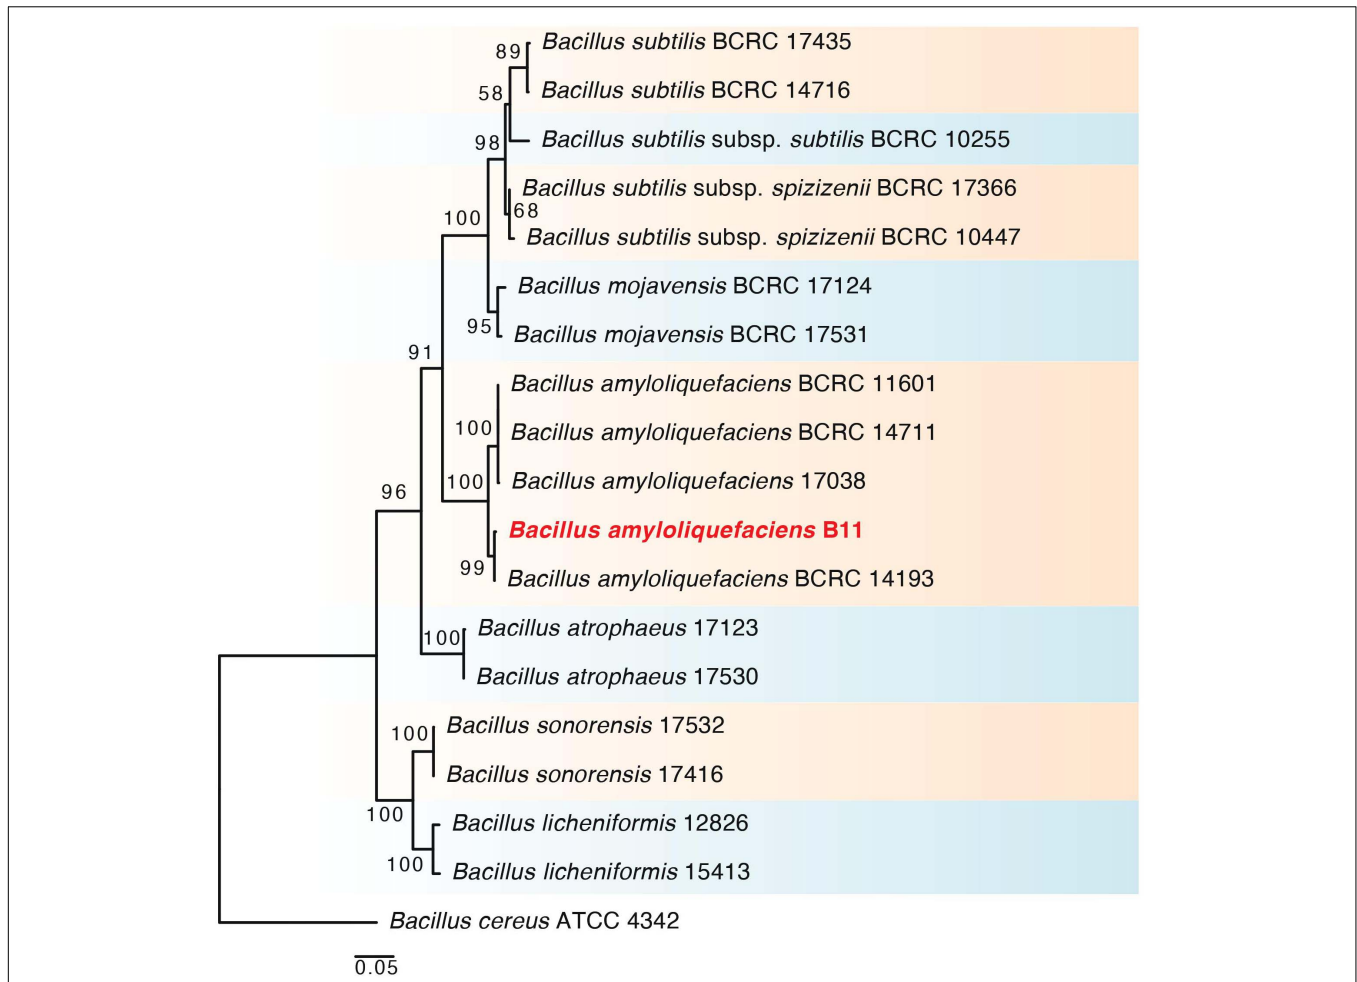 89
Bacillus subtilis BCRC 17435
Bacillus subtilis BCRC 14716
58
Bacillus subtilis subsp. subtilis BCRC 10255
98
Bacillus subtilis subsp. spizizenii BCRC 17366
68
100
Bacillus subtilis subsp. spizizenii BCRC 10447
Bacillus mojavensis BCRC 17124
95
Bacillus mojavensis BCRC 17531
91
Bacillus amyloliquefaciens BCRC 11601
100
Bacillus amyloliquefaciens BCRC 14711
100
Bacillus amyloliquefaciens 17038
96
Bacillus amyloliquefaciens B11
99
Bacillus amyloliquefaciens BCRC 14193
Bacillus atrophaeus 17123
100
Bacillus atrophaeus 17530
Bacillus sonorensis 17532
100
Bacillus sonorensis 17416
100
Bacillus licheniformis 12826
100
Bacillus licheniformis 15413
Bacillus cereus ATCC 4342
0.05